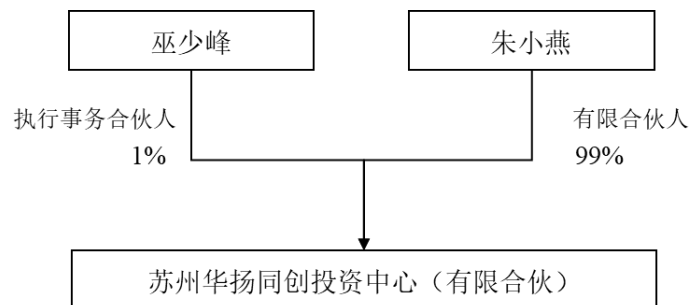 巫少峰
朱小燕
执行事务合伙人
1%
有限合伙人
99%
苏州华扬同创投资中心（有限合伙）